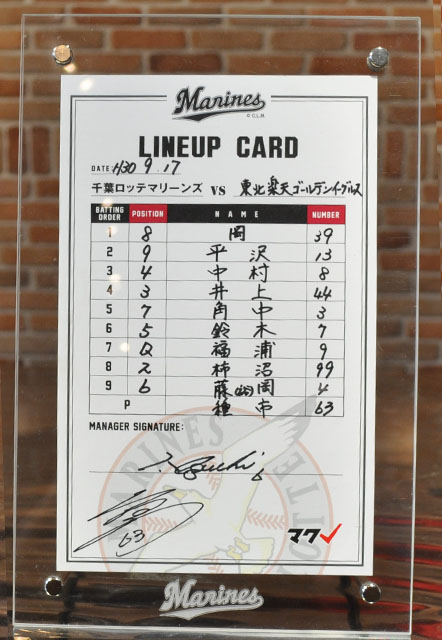 Marines
© C.L.M.
LINEUP CARD
DATE H30 9.17
千葉ロッテマリーンズ VS 東北楽天ゴールデンイーグルス
BATTING ORDER POSITION NAME NUMBER
1 8 岡 39
2 9 平沢 13
3 4 中村 8
4 3 井上 44
5 7 角中 3
6 5 鈴木 7
7 D 福浦 9
8 2 柿沼 99
9 6 藤岡(裕) 4
P 種市 63
MANAGER SIGNATURE:
63
マワ
MARINES
Marines